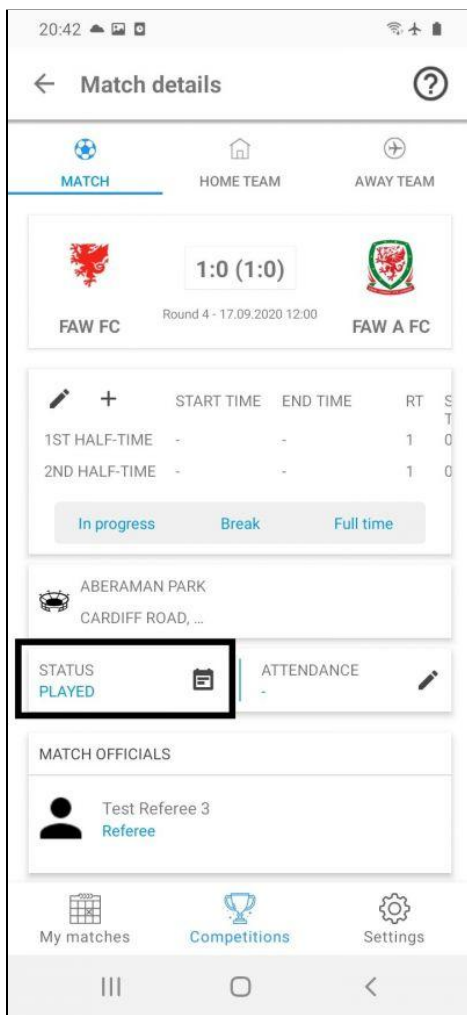 20:42
Match details
MATCH HOME TEAM AWAY TEAM
1:0 (1:0)
Round 4 - 17.09.2020 12:00
FAW FC FAW A FC
START TIME END TIME RT S
T
1ST HALF-TIME - - 1 0
2ND HALF-TIME - - 1 0
In progress Break Full time
ABERAMAN PARK
CARDIFF ROAD, ...
STATUS ATTENDANCE
PLAYED -
MATCH OFFICIALS
Test Referee 3
Referee
My matches Competitions Settings